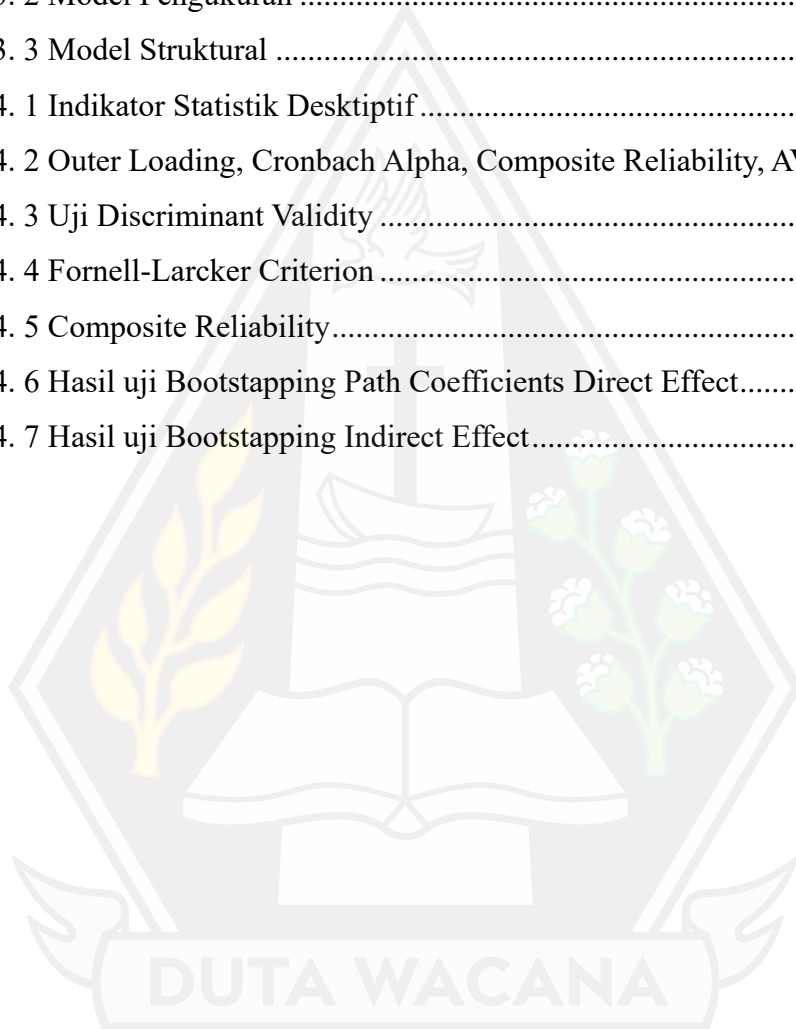 3. 2 Model Pengukuran ........................................................
3. 3 Model Struktural ............................................................
4. 1 Indikator Statistik Desktiptif ...........................................
4. 2 Outer Loading, Cronbach Alpha, Composite Reliability, AV
4. 3 Uji Discriminant Validity ................................................
4. 4 Fornell-Larcker Criterion ................................................
4. 5 Composite Reliability ......................................................
4. 6 Hasil uji Bootstapping Path Coefficients Direct Effect.......
4. 7 Hasil uji Bootstapping Indirect Effect.................................
DUTA WACANA